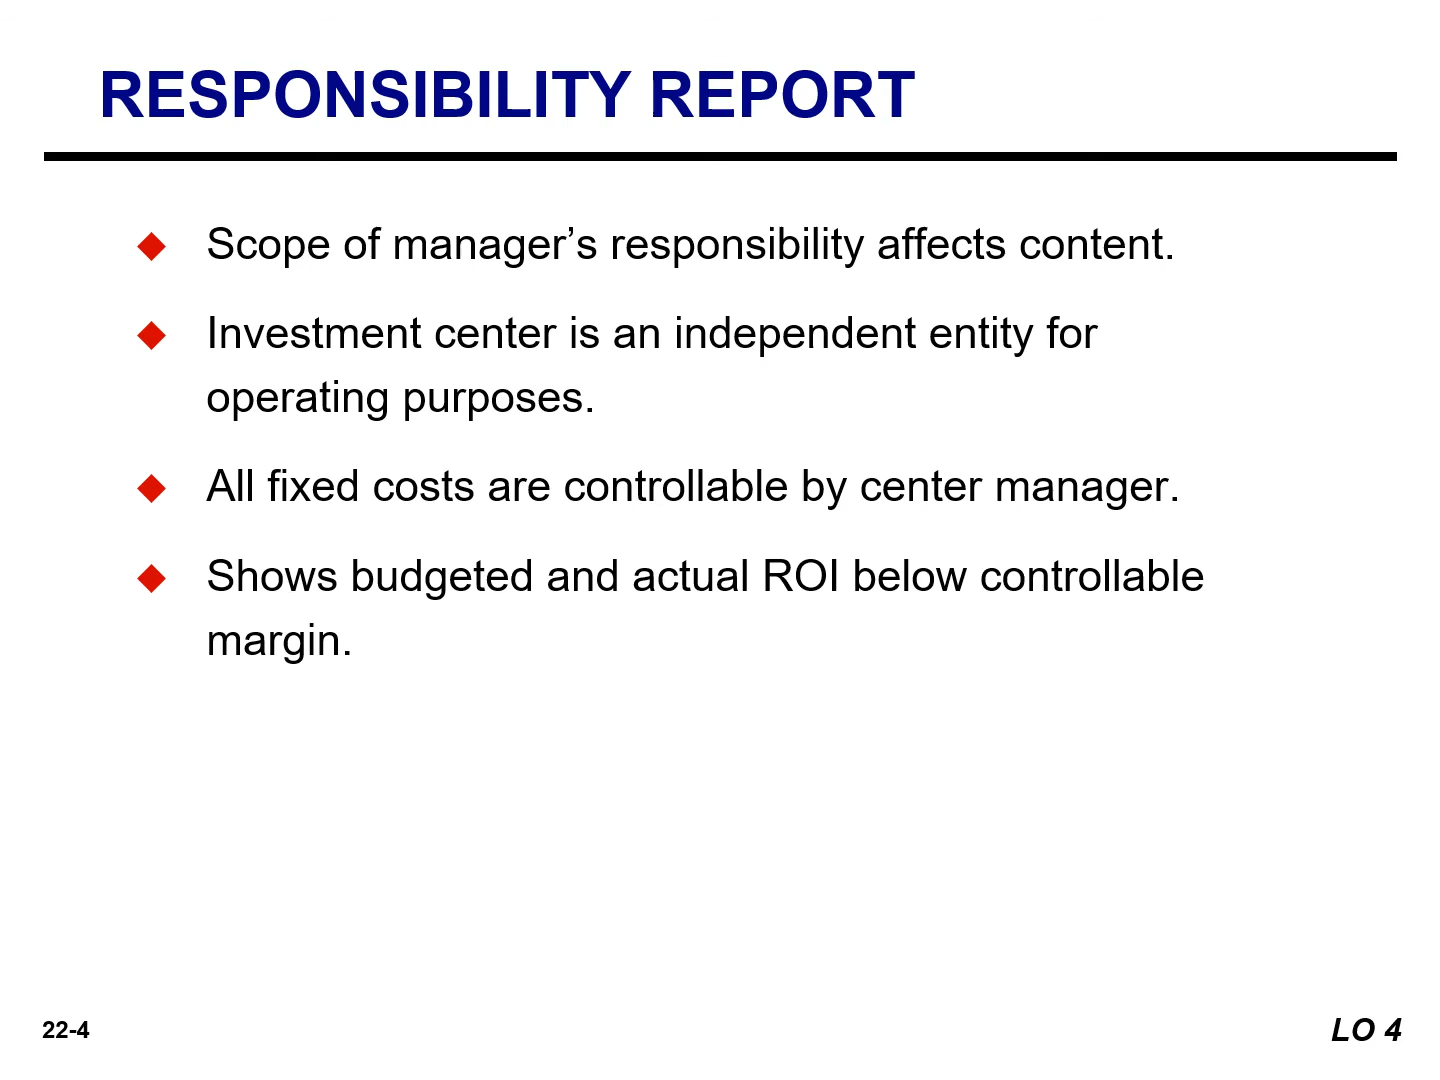 RESPONSIBILITY REPORT
Scope of manager’s responsibility affects content.
Investment center is an independent entity for
operating purposes.
All fixed costs are controllable by center manager.
Shows budgeted and actual ROI below controllable
margin.
22-4
LO 4